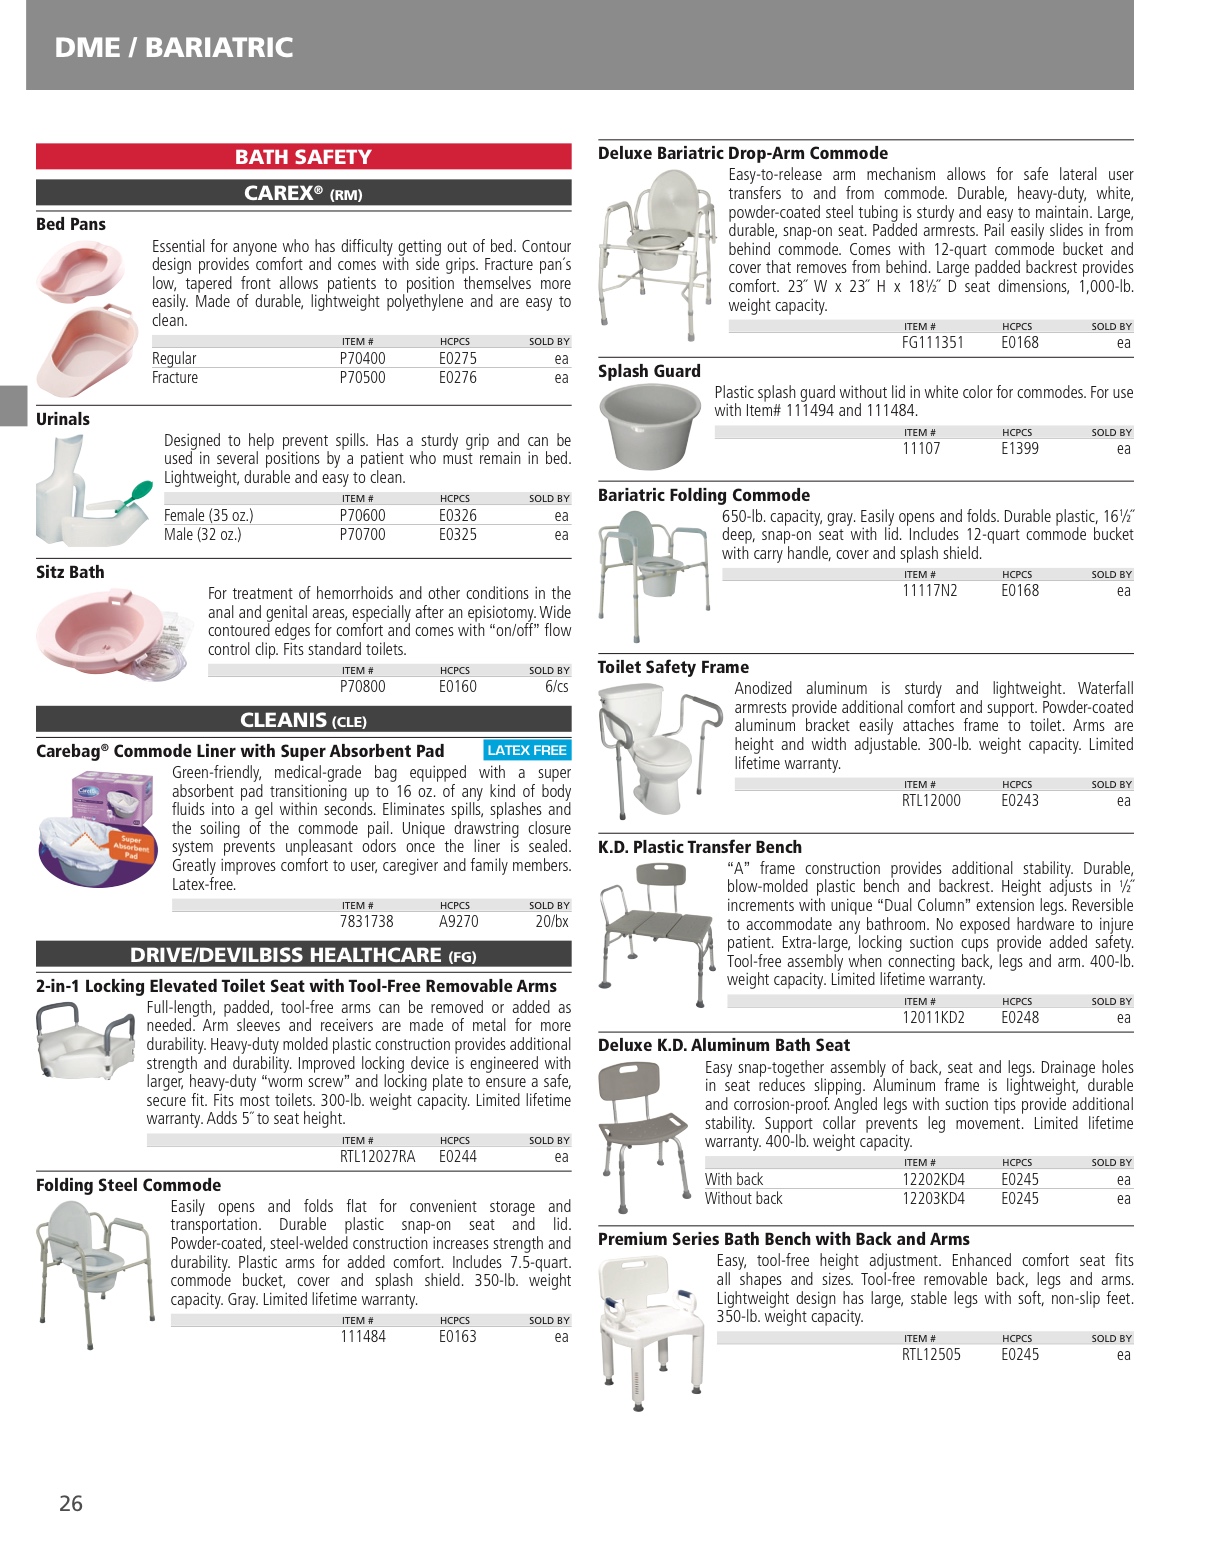 DME / BARIATRIC
BATH SAFETY
CAREX® (RM)
Bed Pans
Essential for anyone who has difficulty getting out of bed. Contour
design provides comfort and comes with side grips. Fracture pan´s
low, tapered front allows patients to position themselves more
easily. Made of durable, lightweight polyethylene and are easy to
clean.
ITEM # HCPCS SOLD BY
Regular P70400 E0275 ea
Fracture P70500 E0276 ea
Urinals
Designed to help prevent spills. Has a sturdy grip and can be
used in several positions by a patient who must remain in bed.
Lightweight, durable and easy to clean.
ITEM # HCPCS SOLD BY
Female (35 oz.) P70600 E0326 ea
Male (32 oz.) P70700 E0325 ea
Sitz Bath
For treatment of hemorrhoids and other conditions in the
anal and genital areas, especially after an episiotomy. Wide
contoured edges for comfort and comes with “on/off” flow
control clip. Fits standard toilets.
ITEM # HCPCS SOLD BY
P70800 E0160 6/cs
CLEANIS (CLE)
Carebag® Commode Liner with Super Absorbent Pad LATEX FREE
Green-friendly, medical-grade bag equipped with a super
absorbent pad transitioning up to 16 oz. of any kind of body
fluids into a gel within seconds. Eliminates spills, splashes and
the soiling of the commode pail. Unique drawstring closure
system prevents unpleasant odors once the liner is sealed.
Greatly improves comfort to user, caregiver and family members.
Latex-free.
Super
Absorbent
Pad
ITEM # HCPCS SOLD BY
7831738 A9270 20/bx
DRIVE/DEVILBISS HEALTHCARE (FG)
2-in-1 Locking Elevated Toilet Seat with Tool-Free Removable Arms
Full-length, padded, tool-free arms can be removed or added as
needed. Arm sleeves and receivers are made of metal for more
durability. Heavy-duty molded plastic construction provides additional
strength and durability. Improved locking device is engineered with
larger, heavy-duty “worm screw” and locking plate to ensure a safe,
secure fit. Fits most toilets. 300-lb. weight capacity. Limited lifetime
warranty. Adds 5˝ to seat height.
ITEM # HCPCS SOLD BY
RTL12027RA E0244 ea
Folding Steel Commode
Easily opens and folds flat for convenient storage and
transportation. Durable plastic snap-on seat and lid.
Powder-coated, steel-welded construction increases strength and
durability. Plastic arms for added comfort. Includes 7.5-quart.
commode bucket, cover and splash shield. 350-lb. weight
capacity. Gray. Limited lifetime warranty.
ITEM # HCPCS SOLD BY
111484 E0163 ea
Deluxe Bariatric Drop-Arm Commode
Easy-to-release arm mechanism allows for safe lateral user
transfers to and from commode. Durable, heavy-duty, white,
powder-coated steel tubing is sturdy and easy to maintain. Large,
durable, snap-on seat. Padded armrests. Pail easily slides in from
behind commode. Comes with 12-quart commode bucket and
cover that removes from behind. Large padded backrest provides
comfort. 23˝ W x 23˝ H x 18½˝ D seat dimensions, 1,000-lb.
weight capacity.
ITEM # HCPCS SOLD BY
FG111351 E0168 ea
Splash Guard
Plastic splash guard without lid in white color for commodes. For use
with Item# 111494 and 111484.
ITEM # HCPCS SOLD BY
11107 E1399 ea
Bariatric Folding Commode
650-lb. capacity, gray. Easily opens and folds. Durable plastic, 16½˝
deep, snap-on seat with lid. Includes 12-quart commode bucket
with carry handle, cover and splash shield.
ITEM # HCPCS SOLD BY
11117N2 E0168 ea
Toilet Safety Frame
Anodized aluminum is sturdy and lightweight. Waterfall
armrests provide additional comfort and support. Powder-coated
aluminum bracket easily attaches frame to toilet. Arms are
height and width adjustable. 300-lb. weight capacity. Limited
lifetime warranty.
ITEM # HCPCS SOLD BY
RTL12000 E0243 ea
K.D. Plastic Transfer Bench
“A” frame construction provides additional stability. Durable,
blow-molded plastic bench and backrest. Height adjusts in ½˝
increments with unique “Dual Column” extension legs. Reversible
to accommodate any bathroom. No exposed hardware to injure
patient. Extra-large, locking suction cups provide added safety.
Tool-free assembly when connecting back, legs and arm. 400-lb.
weight capacity. Limited lifetime warranty.
ITEM # HCPCS SOLD BY
12011KD2 E0248 ea
Deluxe K.D. Aluminum Bath Seat
Easy snap-together assembly of back, seat and legs. Drainage holes
in seat reduces slipping. Aluminum frame is lightweight, durable
and corrosion-proof. Angled legs with suction tips provide additional
stability. Support collar prevents leg movement. Limited lifetime
warranty. 400-lb. weight capacity.
ITEM # HCPCS SOLD BY
With back 12202KD4 E0245 ea
Without back 12203KD4 E0245 ea
Premium Series Bath Bench with Back and Arms
Easy, tool-free height adjustment. Enhanced comfort seat fits
all shapes and sizes. Tool-free removable back, legs and arms.
Lightweight design has large, stable legs with soft, non-slip feet.
350-lb. weight capacity.
ITEM # HCPCS SOLD BY
RTL12505 E0245 ea
26